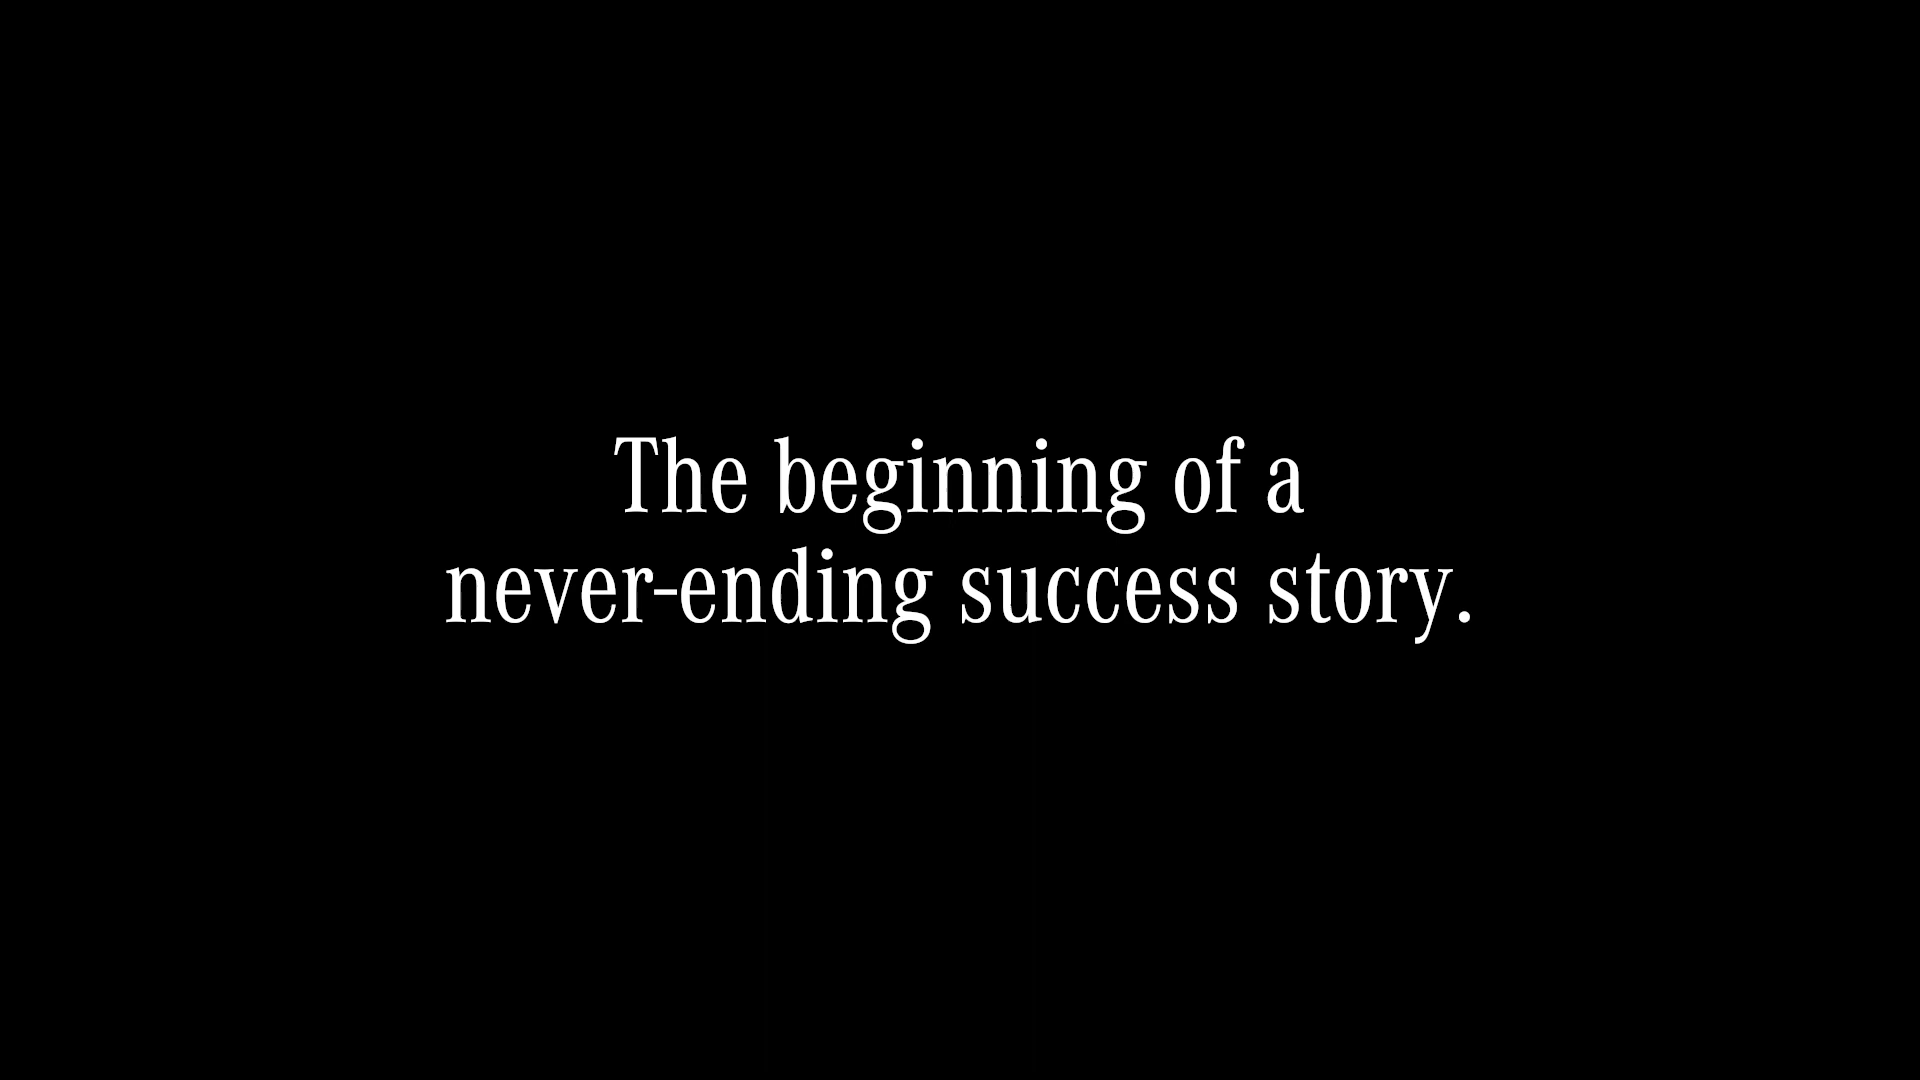 The beginning of a
never-ending success story.